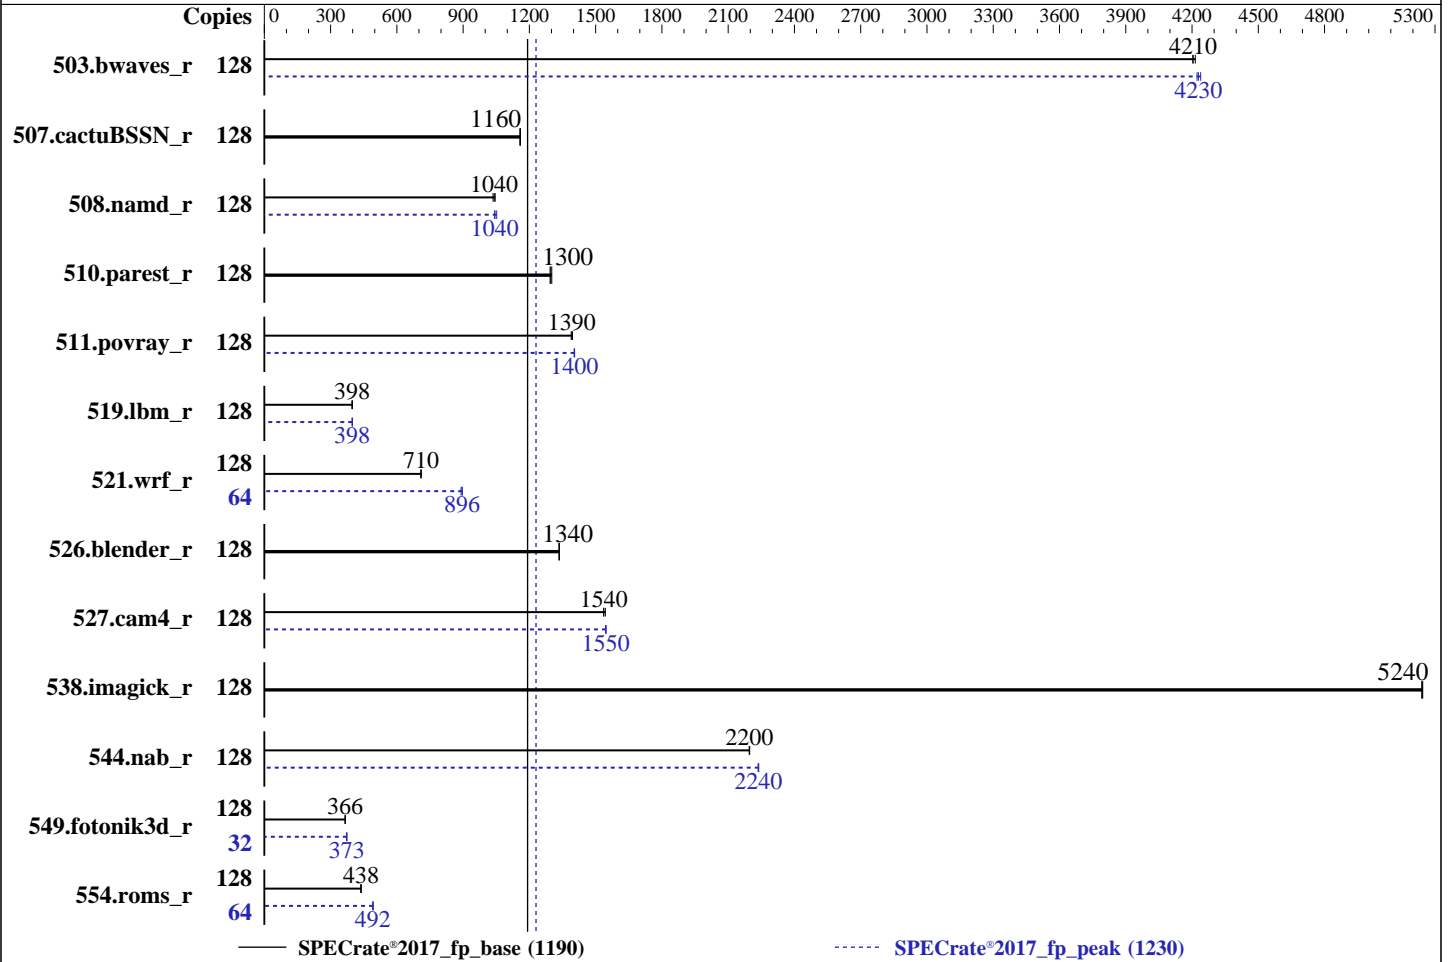 Copies 0 300 600 900 1200 1500 1800 2100 2400 2700 3000 3300 3600 3900 4200 4500 4800 5300
503.bwaves_r 128 4210
4230
507.cactuBSSN_r 128 1160
508.namd_r 128 1040
1040
510.parest_r 128 1300
511.povray_r 128 1390
1400
519.lbm_r 128 398
398
521.wrf_r 128 710
64 896
526.blender_r 128 1340
527.cam4_r 128 1540
1550
538.imagick_r 128 5240
544.nab_r 128 2200
2240
549.fotonik3d_r 128 366
32 373
554.roms_r 128 438
64 492
SPECrate®2017_fp_base (1190) SPECrate®2017_fp_peak (1230)